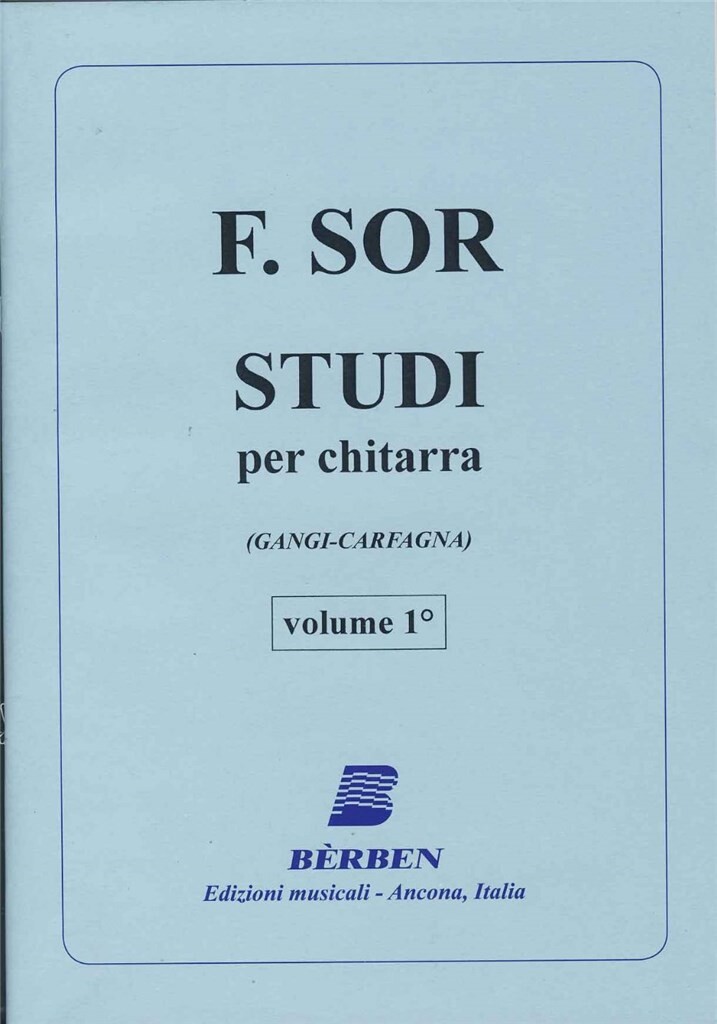 F. SOR
STUDI
per chitarra
(GANGI-CARFAGNA)
volume 1°
BÈRBEN
Edizioni musicali - Ancona, Italia